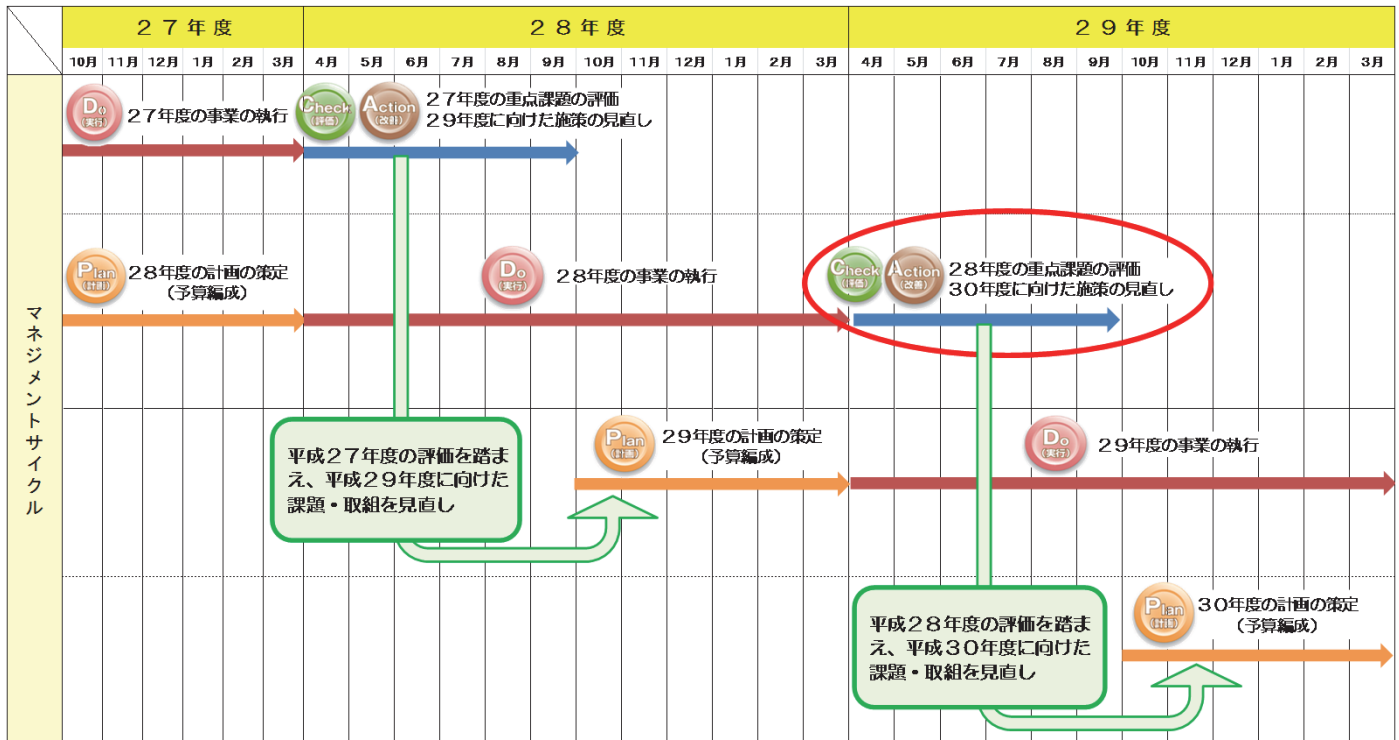 ２７年度
２８年度
２９年度
10月 11月 12月 1月 2月 3月 4月 5月 6月 7月 8月 9月 10月 11月 12月 1月 2月 3月 4月 5月 6月 7月 8月 9月 10月 11月 12月 1月 2月 3月
マネジメントサイクル
Do
(実行)
２７年度の事業の執行
Check
(評価)
Action
(改善)
２７年度の重点課題の評価
２９年度に向けた施策の見直し
Plan
(計画)
２８年度の計画の策定
（予算編成）
Do
(実行)
２８年度の事業の執行
Check
(評価)
Action
(改善)
２８年度の重点課題の評価
３０年度に向けた施策の見直し
平成２７年度の評価を踏ま
え、平成２９年度に向けた
課題・取組を見直し
Plan
(計画)
２９年度の計画の策定
（予算編成）
Do
(実行)
２９年度の事業の執行
平成２８年度の評価を踏ま
え、平成３０年度に向けた
課題・取組を見直し
Plan
(計画)
３０年度の計画の策定
（予算編成）